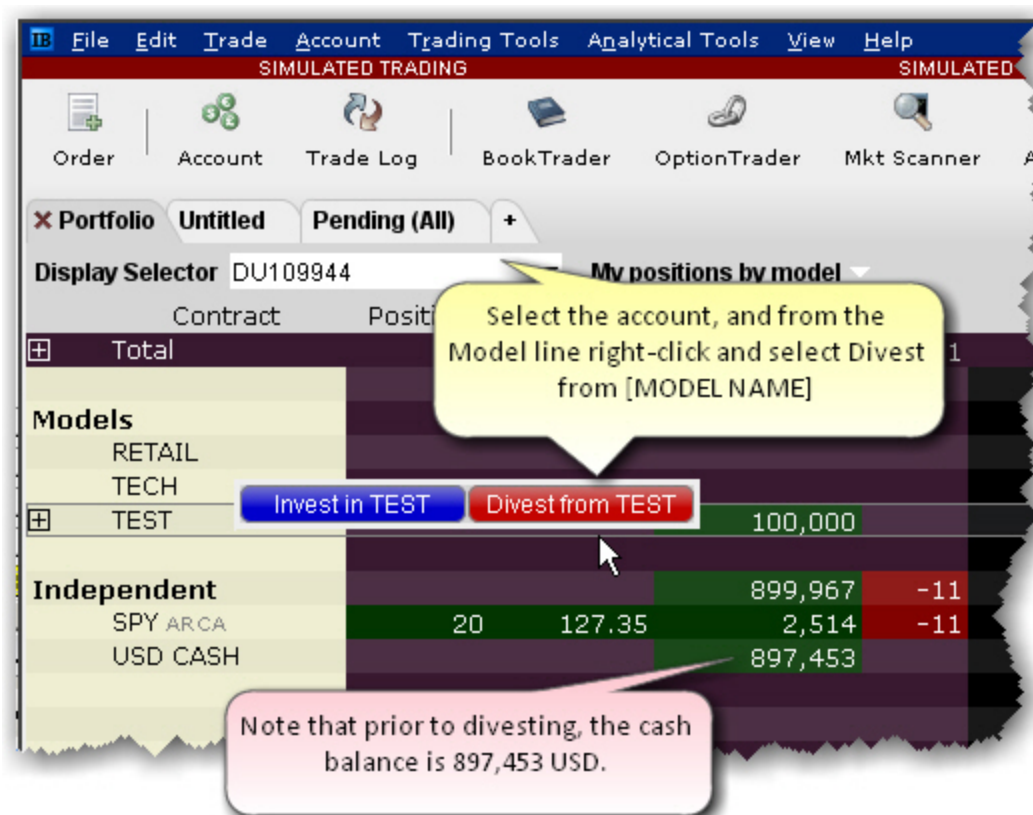 IB File Edit Trade Account Trading Tools Analytical Tools View Help
SIMULATED TRADING SIMULATED
Order Account Trade Log BookTrader OptionTrader Mkt Scanner
Portfolio Untitled Pending (All) +
Display Selector DU109944 My positions by model
Contract Positi
Select the account, and from the
Model line right-click and select Divest
from [MODEL NAME]
Total 1
Models
RETAIL
TECH
Invest in TEST Divest from TEST
TEST 100,000
Independent 899,967 -11
SPY ARCA 20 127.35 2,514 -11
USD CASH 897,453
Note that prior to divesting, the cash
balance is 897,453 USD.